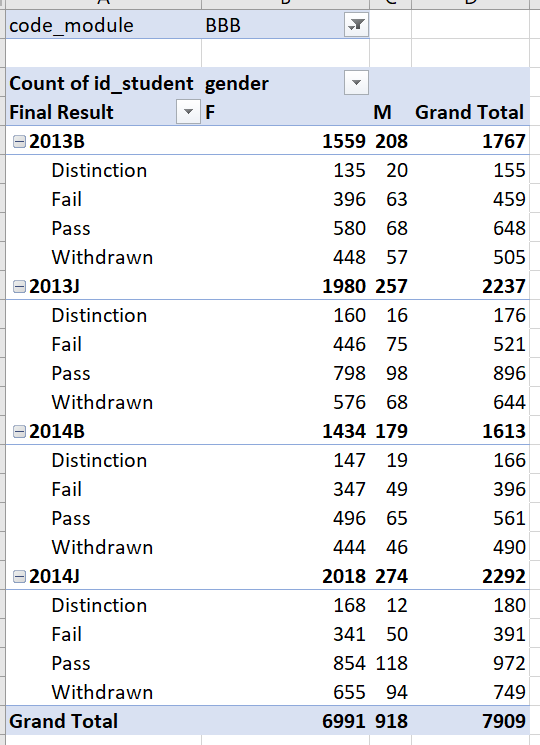 code_module BBB
Count of id_student gender
Final Result F M Grand Total
2013B 1559 208 1767
Distinction 135 20 155
Fail 396 63 459
Pass 580 68 648
Withdrawn 448 57 505
2013J 1980 257 2237
Distinction 160 16 176
Fail 446 75 521
Pass 798 98 896
Withdrawn 576 68 644
2014B 1434 179 1613
Distinction 147 19 166
Fail 347 49 396
Pass 496 65 561
Withdrawn 444 46 490
2014J 2018 274 2292
Distinction 168 12 180
Fail 341 50 391
Pass 854 118 972
Withdrawn 655 94 749
Grand Total 6991 918 7909